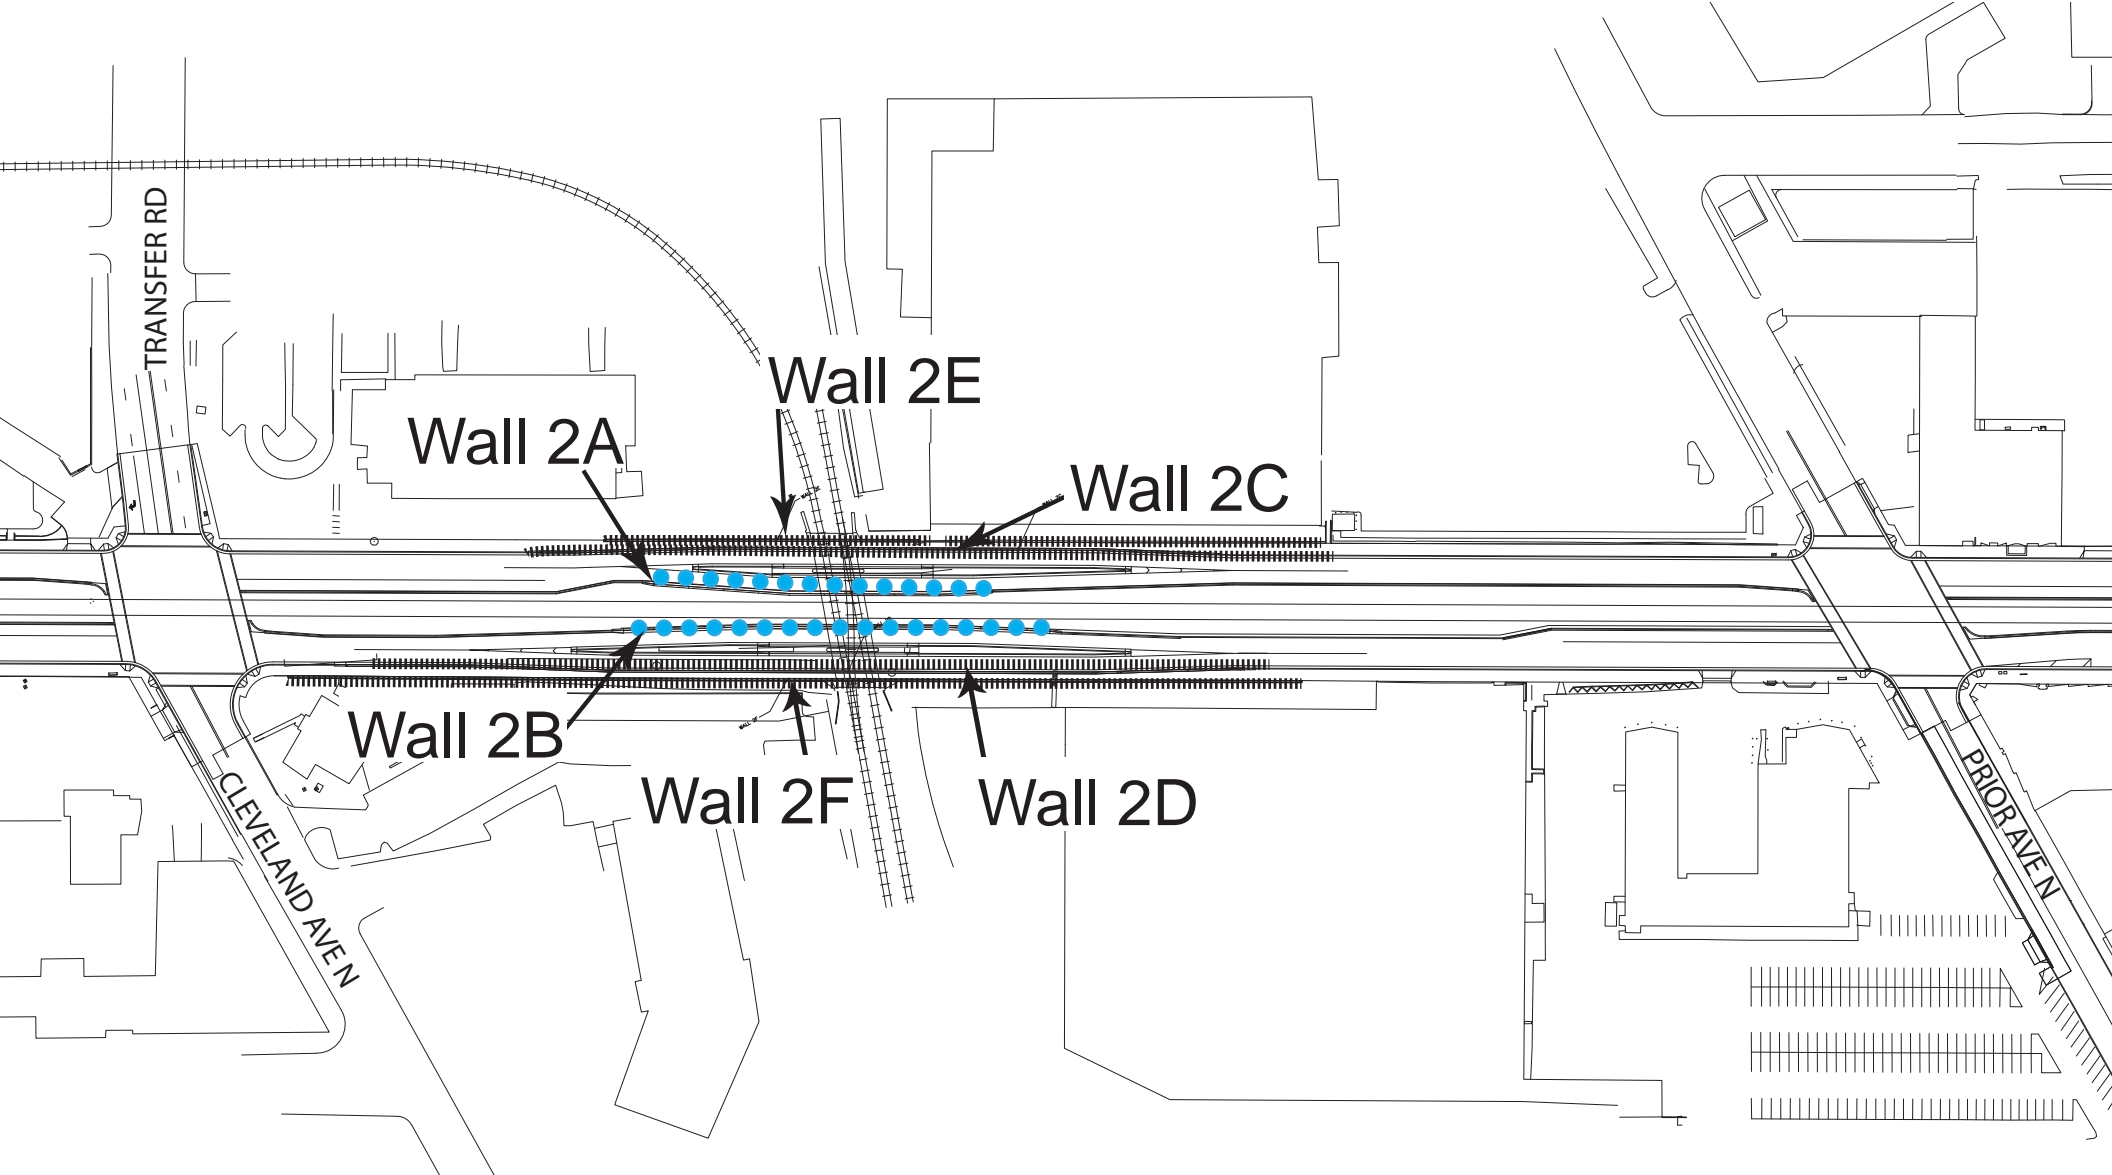 TRANSFER RD
Wall 2E
Wall 2A
Wall 2C
Wall 2B
Wall 2F
Wall 2D
CLEVELAND AVE N
PRIOR AVE N